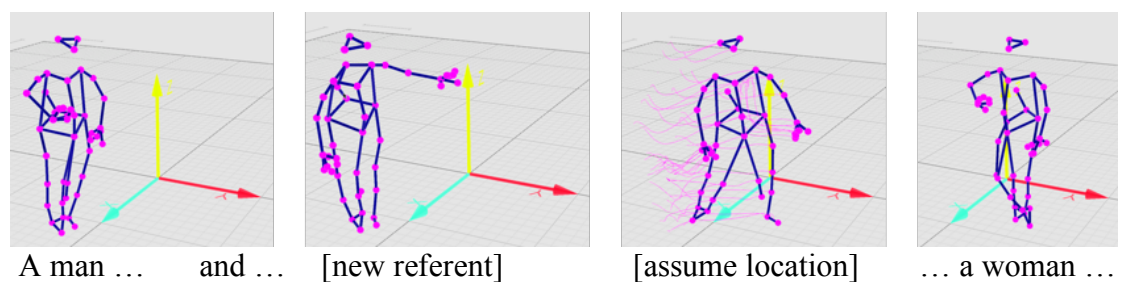 A man … and … [new referent] [assume location] … a woman …